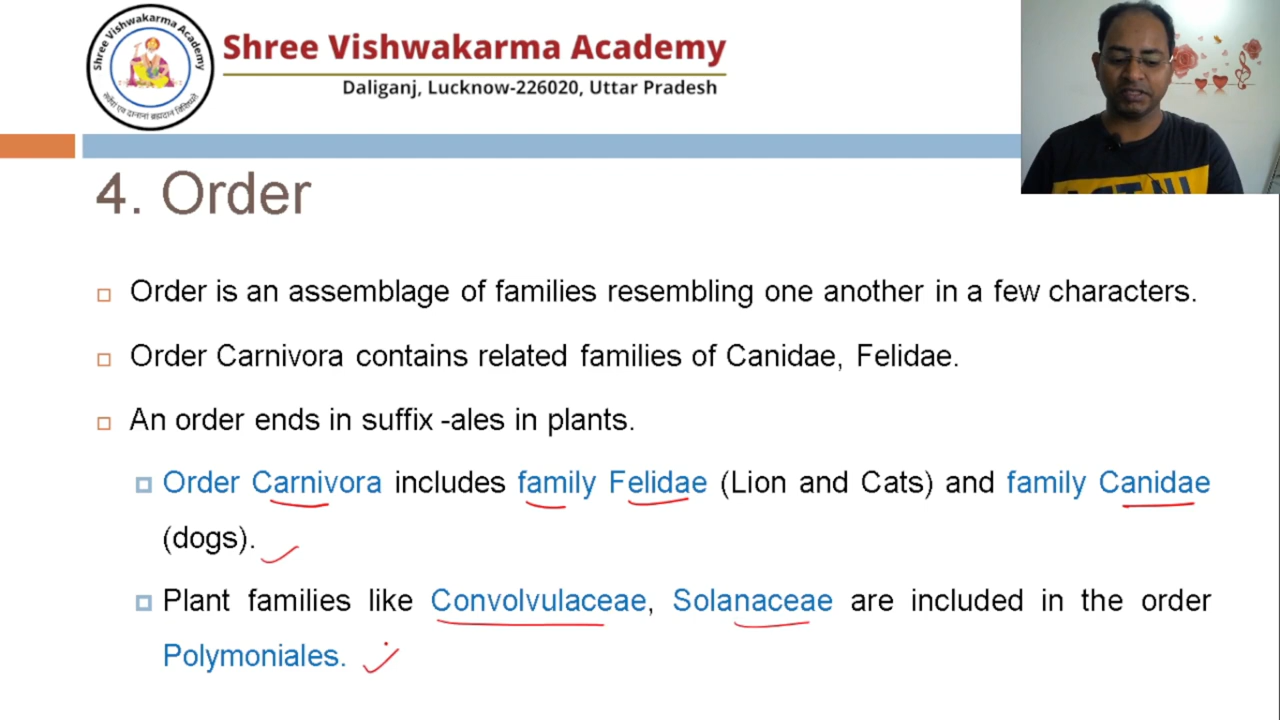 Shree Vishwakarma Academy
Shree Vishwakarma Academy
Daliganj, Lucknow-226020, Uttar Pradesh
4. Order
Order is an assemblage of families resembling one another in a few characters.
Order Carnivora contains related families of Canidae, Felidae.
An order ends in suffix -ales in plants.
Order Carnivora includes family Felidae (Lion and Cats) and family Canidae
(dogs).
Plant families like Convolvulaceae, Solanaceae are included in the order
Polymoniales.